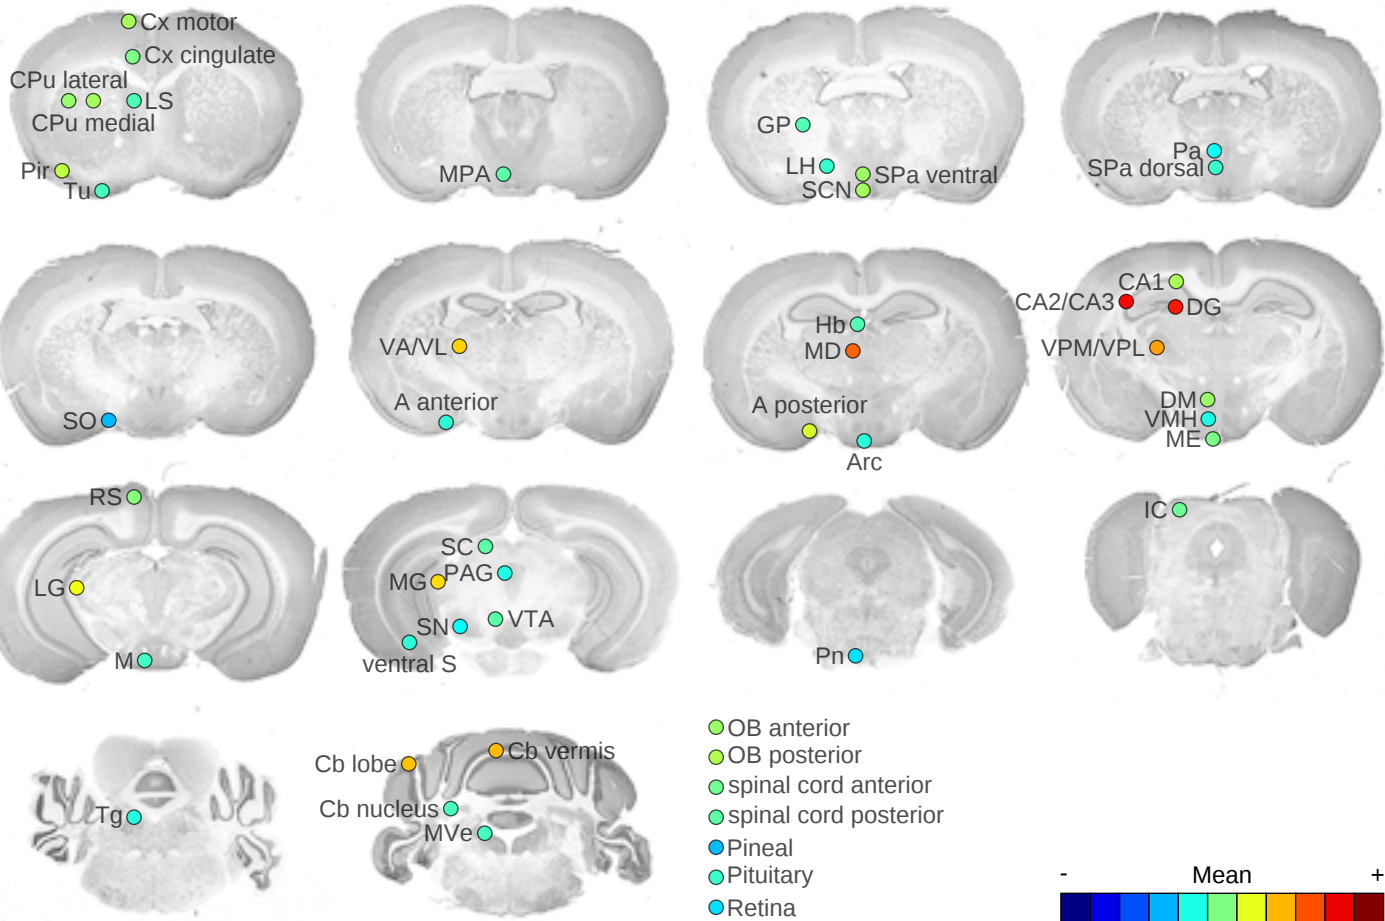 Cx motor
Cx cingulate
CPu lateral
LS
CPu medial
Pir
Tu
MPA
GP
LH
SPa ventral
SCN
Pa
SPa dorsal
SO
VA/VL
A anterior
Hb
MD
A posterior
Arc
CA1
CA2/CA3
DG
VPM/VPL
DM
VMH
ME
RS
LG
M
SC
MG
PAG
SN
VTA
ventral S
Pn
IC
Tg
Cb lobe
Cb vermis
Cb nucleus
MVe
OB anterior
OB posterior
spinal cord anterior
spinal cord posterior
Pineal
Pituitary
Retina
- Mean +